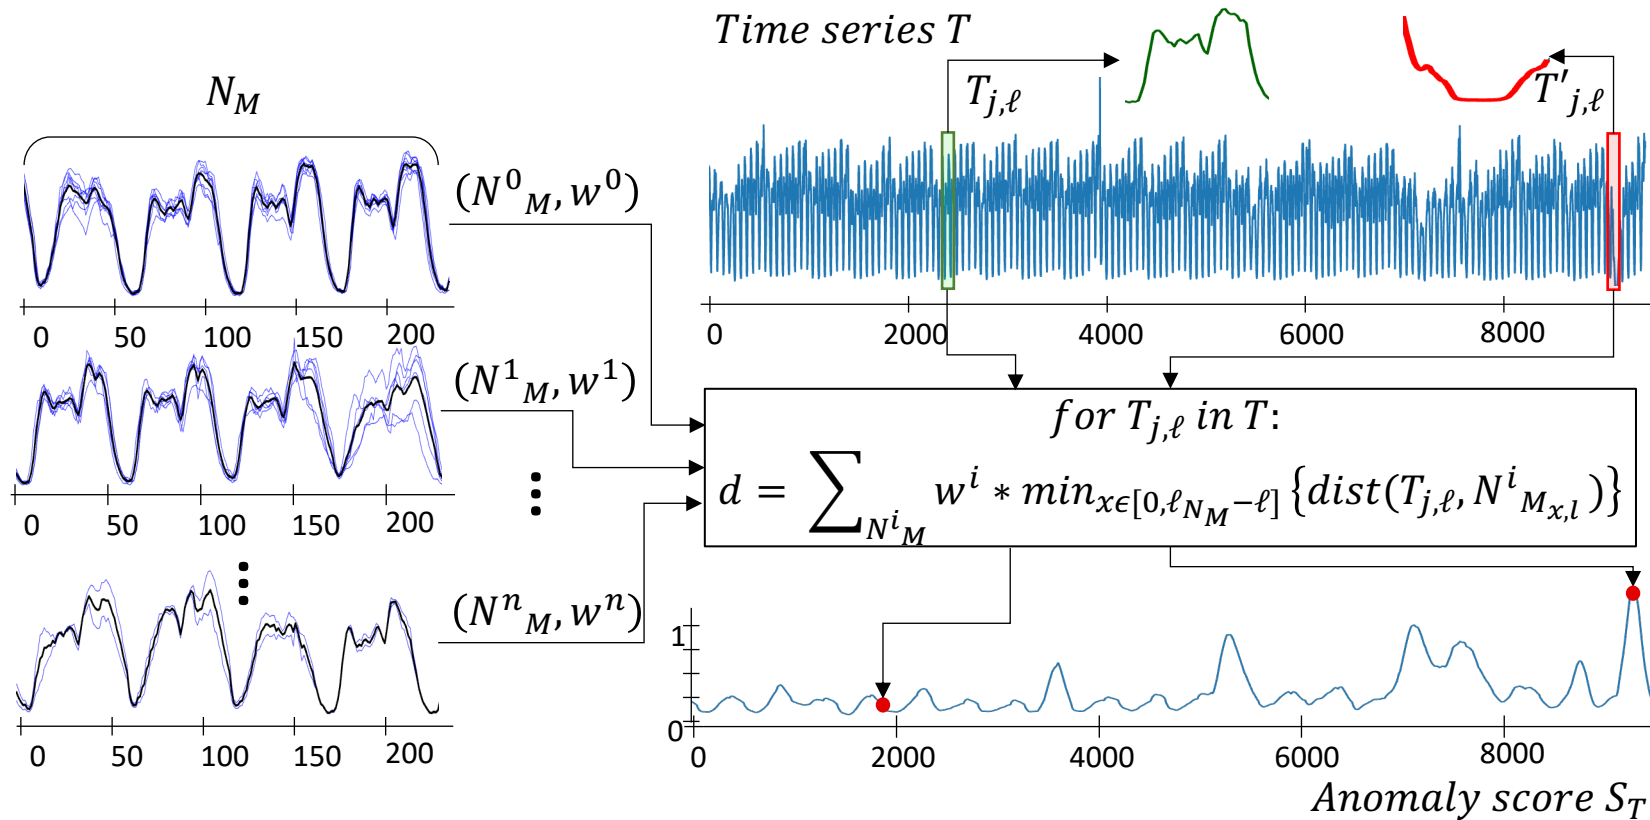 N_M
0 50 100 150 200
(N^0_M, w^0)
0 50 100 150 200
(N^1_M, w^1)
0 50 100 150 200
(N^n_M, w^n)
Time series T
T_{j,ℓ}
T'_{j,ℓ}
0 2000 4000 6000 8000
for T_{j,ℓ} in T:
d = ∑_{N^i_M} w^i * min_{xϵ[0,ℓ_{N_M}−ℓ]} {dist(T_{j,ℓ}, N^i_{M_{x,l}})}
1
0
0 2000 4000 6000 8000
Anomaly score S_T